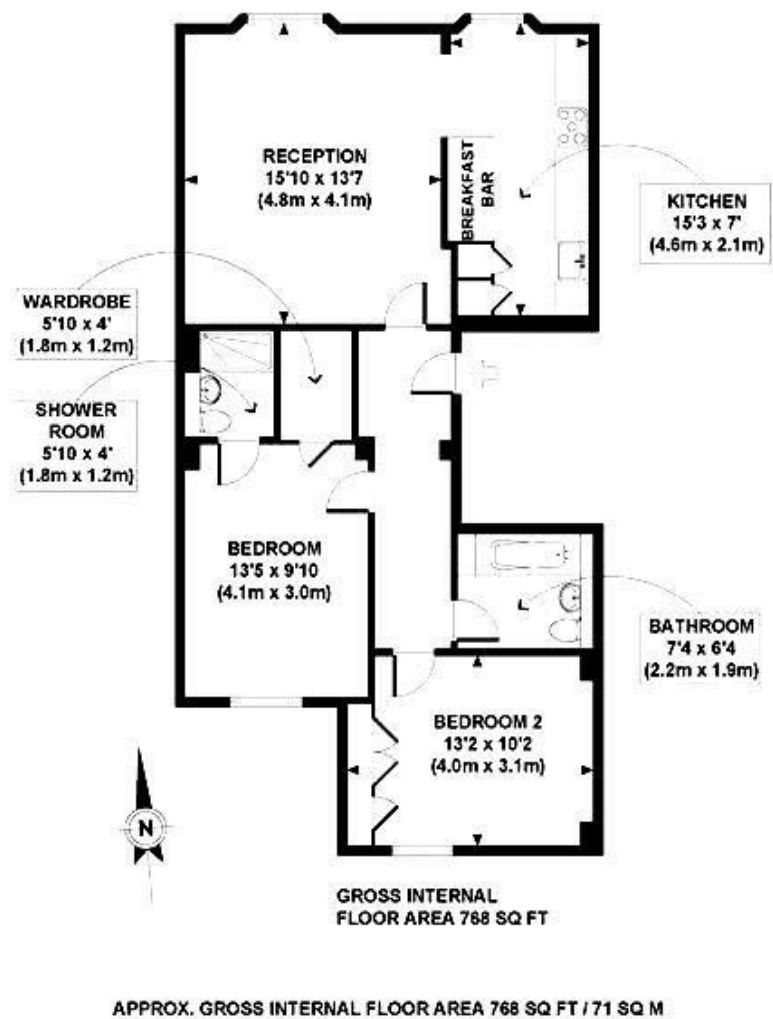 RECEPTION
15'10 x 13'7
(4.8m x 4.1m)
BREAKFAST
BAR
KITCHEN
15'3 x 7'
(4.6m x 2.1m)
WARDROBE
5'10 x 4'
(1.8m x 1.2m)
SHOWER
ROOM
5'10 x 4'
(1.8m x 1.2m)
BEDROOM
13'5 x 9'10
(4.1m x 3.0m)
BATHROOM
7'4 x 6'4
(2.2m x 1.9m)
BEDROOM 2
13'2 x 10'2
(4.0m x 3.1m)
N
GROSS INTERNAL
FLOOR AREA 768 SQ FT
APPROX. GROSS INTERNAL FLOOR AREA 768 SQ FT / 71 SQ M